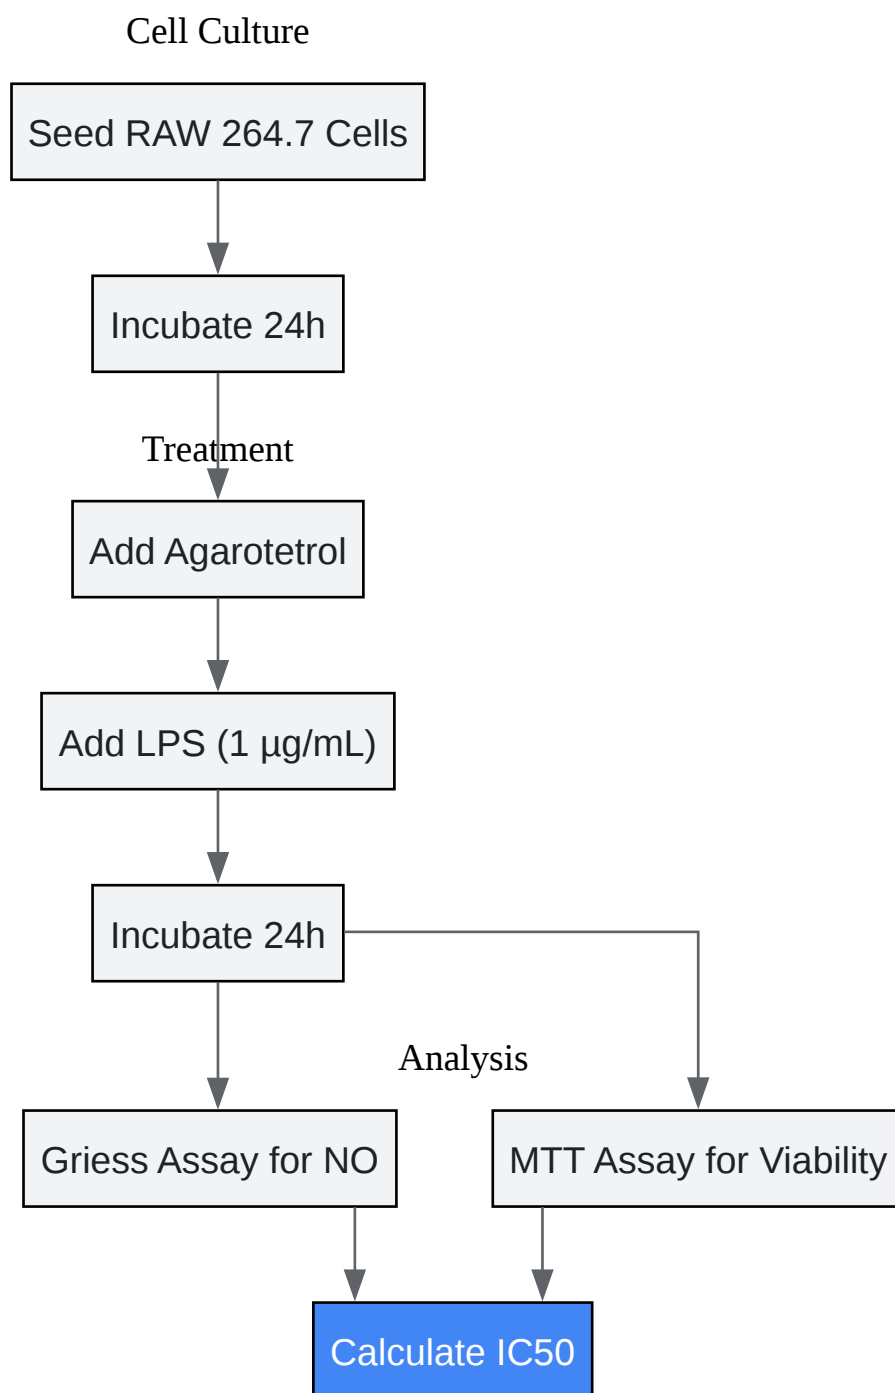 Cell Culture
Seed RAW 264.7 Cells
Incubate 24h
Treatment
Add Agarotetrol
Add LPS (1 µg/mL)
Incubate 24h
Analysis
Griess Assay for NO
MTT Assay for Viability
Calculate IC50